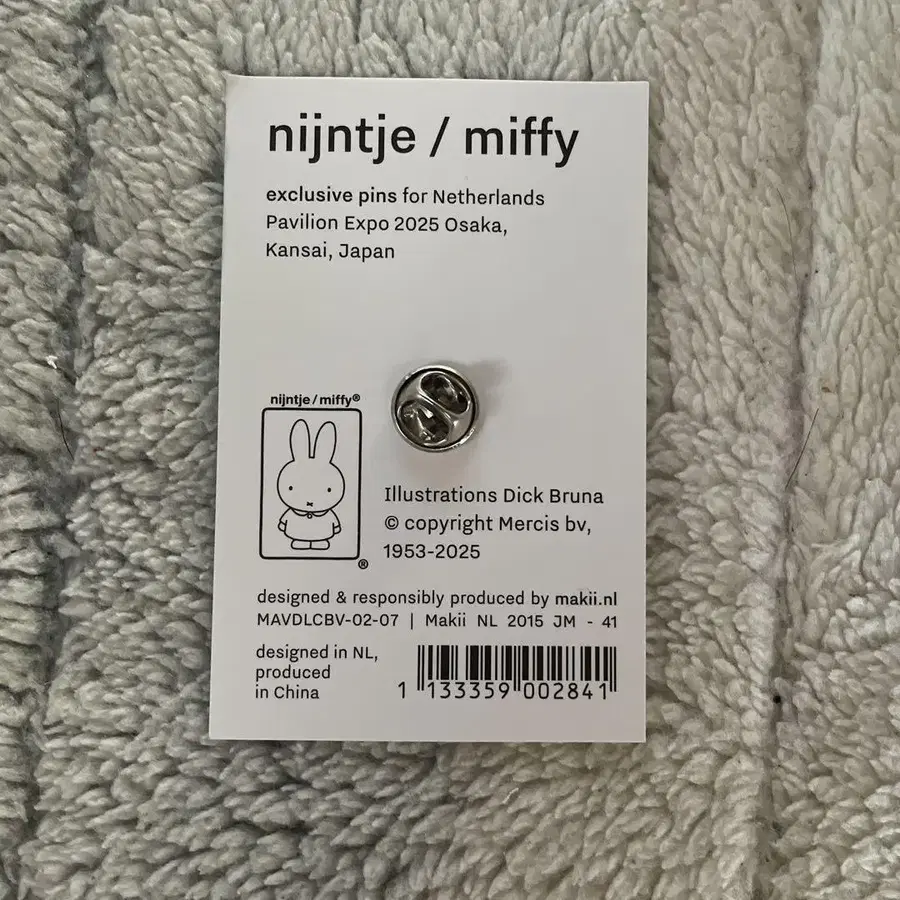 nijntje / miffy
exclusive pins for Netherlands
Pavilion Expo 2025 Osaka,
Kansai, Japan
nijntje / miffy®
Illustrations Dick Bruna
© copyright Mercis bv,
1953-2025
®
designed & responsibly produced by makii.nl
MAVDLCBV-02-07 | Makii NL 2015 JM - 41
designed in NL,
produced
in China
1 133359 002841